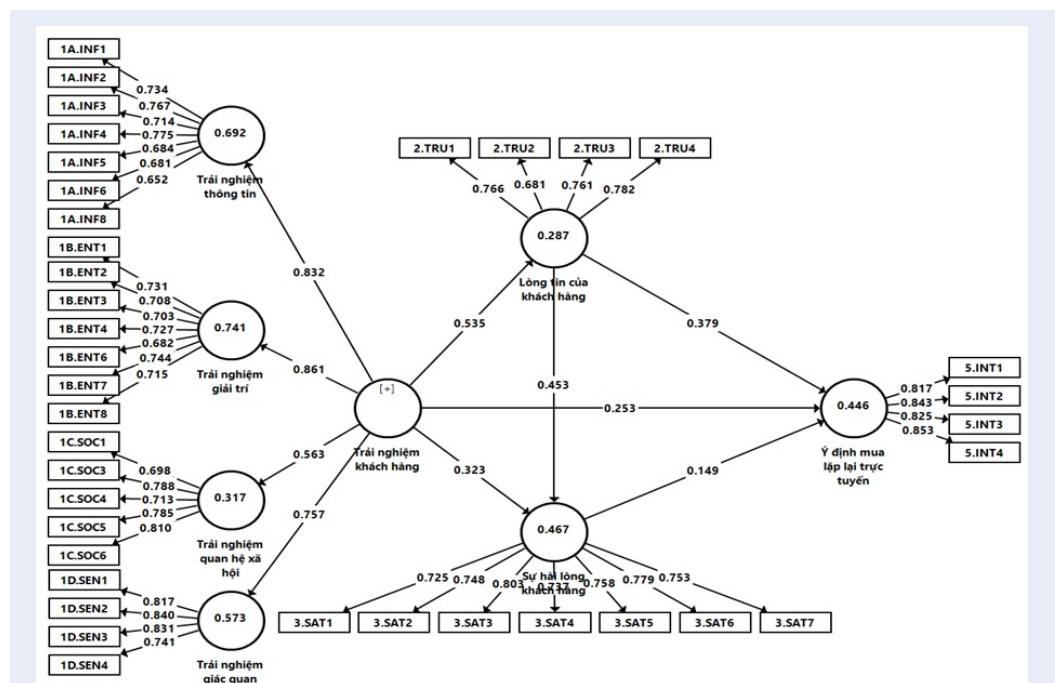 1A.INF1
1A.INF2
1A.INF3
1A.INF4
1A.INF5
1A.INF6
1A.INF8
0.734
0.767
0.714
0.775
0.684
0.681
0.652
0.692
Trải nghiệm
thông tin
1B.ENT1
1B.ENT2
1B.ENT3
1B.ENT4
1B.ENT6
1B.ENT7
1B.ENT8
0.731
0.708
0.703
0.727
0.682
0.744
0.715
0.741
Trải nghiệm
giải trí
1C.SOC1
1C.SOC3
1C.SOC4
1C.SOC5
1C.SOC6
0.698
0.788
0.713
0.785
0.810
0.317
Trải nghiệm
quan hệ xã
hội
1D.SEN1
1D.SEN2
1D.SEN3
1D.SEN4
0.817
0.840
0.831
0.741
0.573
Trải nghiệm
giác quan
0.832
0.861
0.563
0.757
[+]
Trải nghiệm
khách hàng
2.TRU1
2.TRU2
2.TRU3
2.TRU4
0.766
0.681
0.761
0.782
0.287
Lòng tin của
khách hàng
0.535
0.453
0.379
0.253
0.323
0.149
0.467
Sự hài lòng
khách hàng
0.725
0.748
0.803
0.737
0.758
0.779
0.753
3.SAT1
3.SAT2
3.SAT3
3.SAT4
3.SAT5
3.SAT6
3.SAT7
0.446
Ý định mua
lặp lại trực
tuyến
0.817
0.843
0.825
0.853
5.INT1
5.INT2
5.INT3
5.INT4